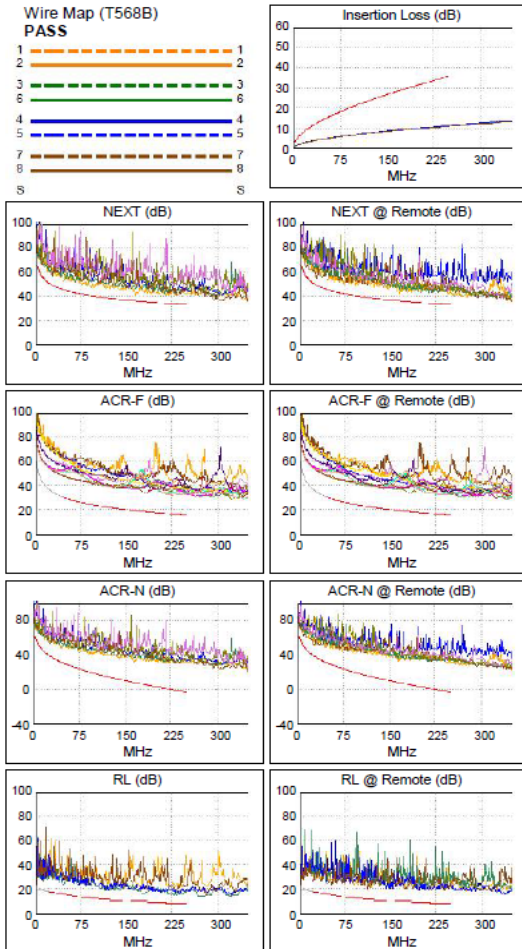 Wire Map (T568B)
PASS
1 1
2 2
3 3
6 6
4 4
5 5
7 7
8 8
S S
Insertion Loss (dB)
60
50
40
30
20
10
0
0 75 150 225 300
MHz
NEXT (dB)
100
80
60
40
20
0
0 75 150 225 300
MHz
NEXT @ Remote (dB)
100
80
60
40
20
0
0 75 150 225 300
MHz
ACR-F (dB)
100
80
60
40
20
0
0 75 150 225 300
MHz
ACR-F @ Remote (dB)
100
80
60
40
20
0
0 75 150 225 300
MHz
ACR-N (dB)
80
40
0
-40
0 75 150 225 300
MHz
ACR-N @ Remote (dB)
80
40
0
-40
0 75 150 225 300
MHz
RL (dB)
100
80
60
40
20
0
0 75 150 225 300
MHz
RL @ Remote (dB)
100
80
60
40
20
0
0 75 150 225 300
MHz